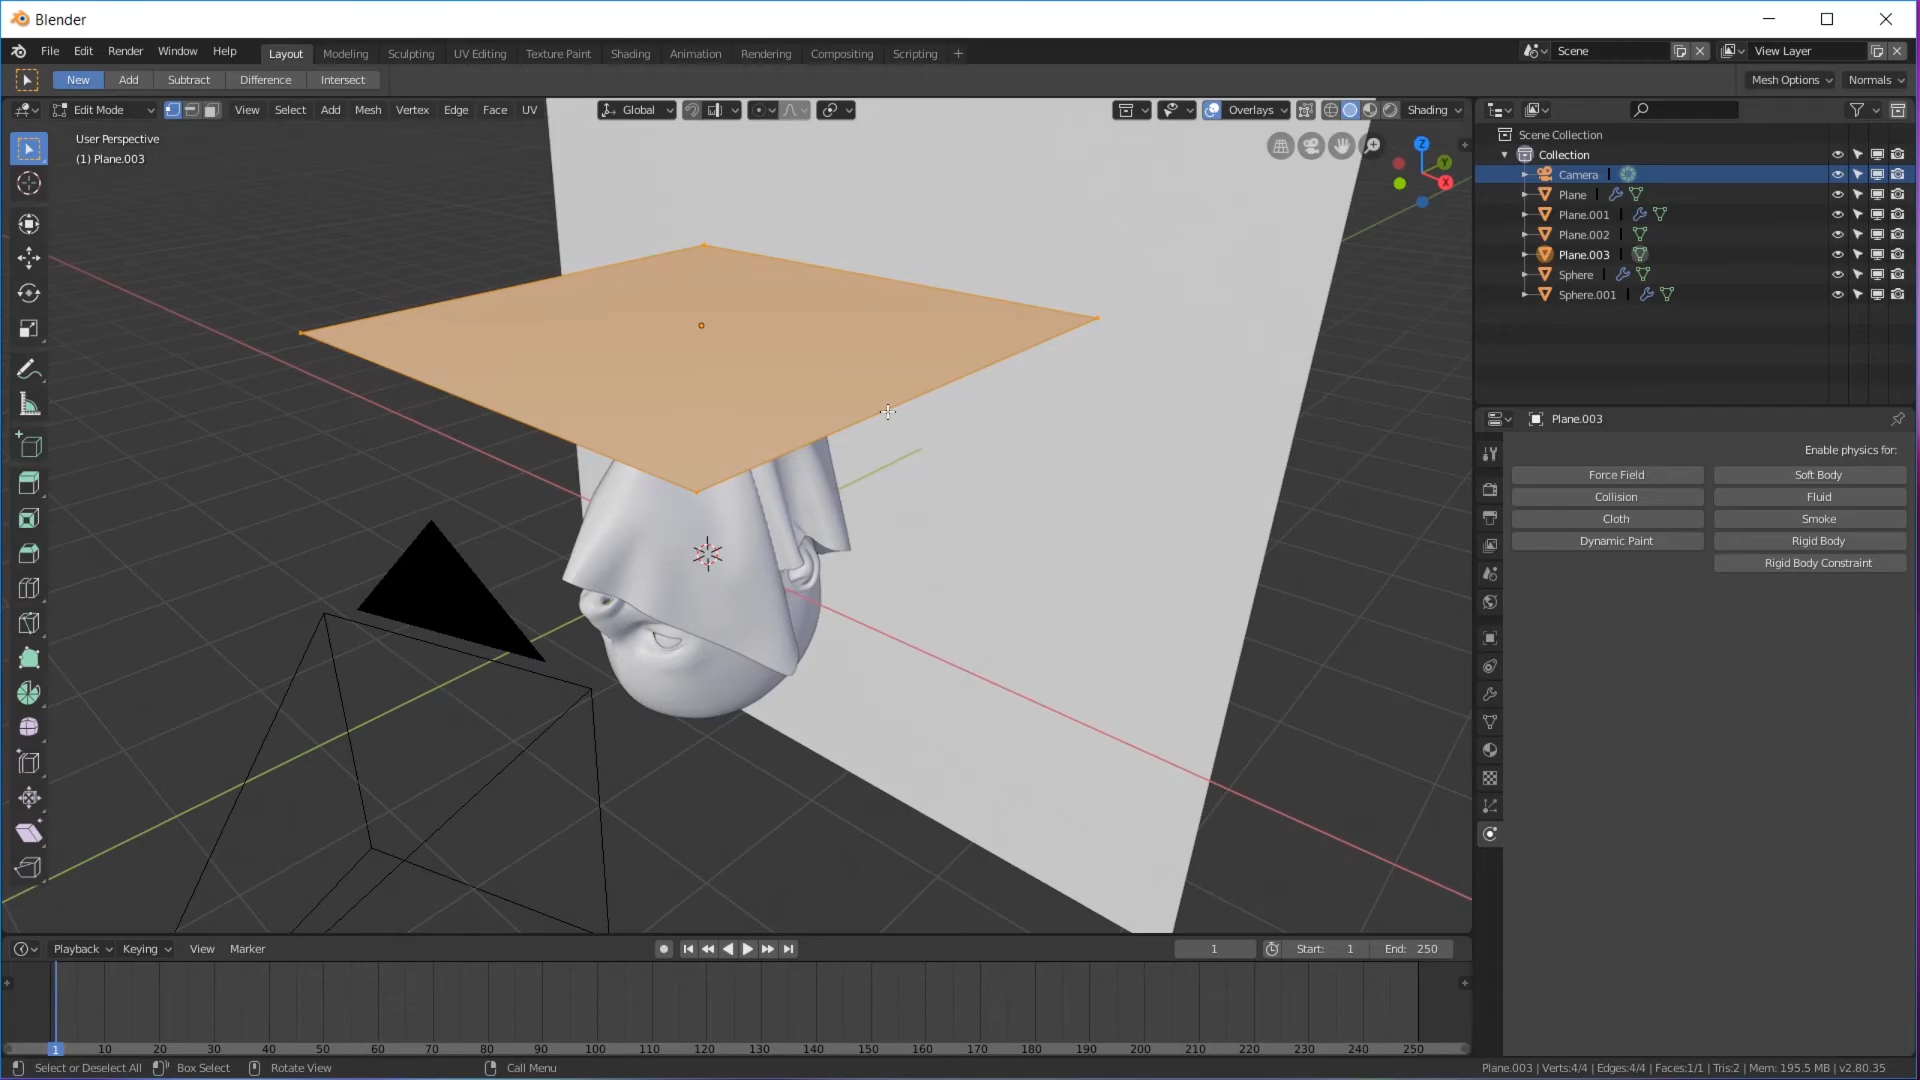 Blender
File Edit Render Window Help Layout Modeling Sculpting UV Editing Texture Paint Shading Animation Rendering Compositing Scripting + Scene View Layer
New Add Subtract Difference Intersect Mesh Options Normals
Edit Mode View Select Add Mesh Vertex Edge Face UV Global Overlays Shading
User Perspective
(1) Plane.003
Z
Y
X
Scene Collection
Collection
Camera
Plane
Plane.001
Plane.002
Plane.003
Sphere
Sphere.001
Plane.003
Enable physics for:
Force Field Soft Body
Collision Fluid
Cloth Smoke
Dynamic Paint Rigid Body
Rigid Body Constraint
Playback Keying View Marker 1 Start: 1 End: 250
1 10 20 30 40 50 60 70 80 90 100 110 120 130 140 150 160 170 180 190 200 210 220 230 240 250
Select or Deselect All Box Select Rotate View Call Menu Plane.003 | Verts:4/4 | Edges:4/4 | Faces:1/1 | Tris:2 | Mem: 195.5 MB | v2.80.35